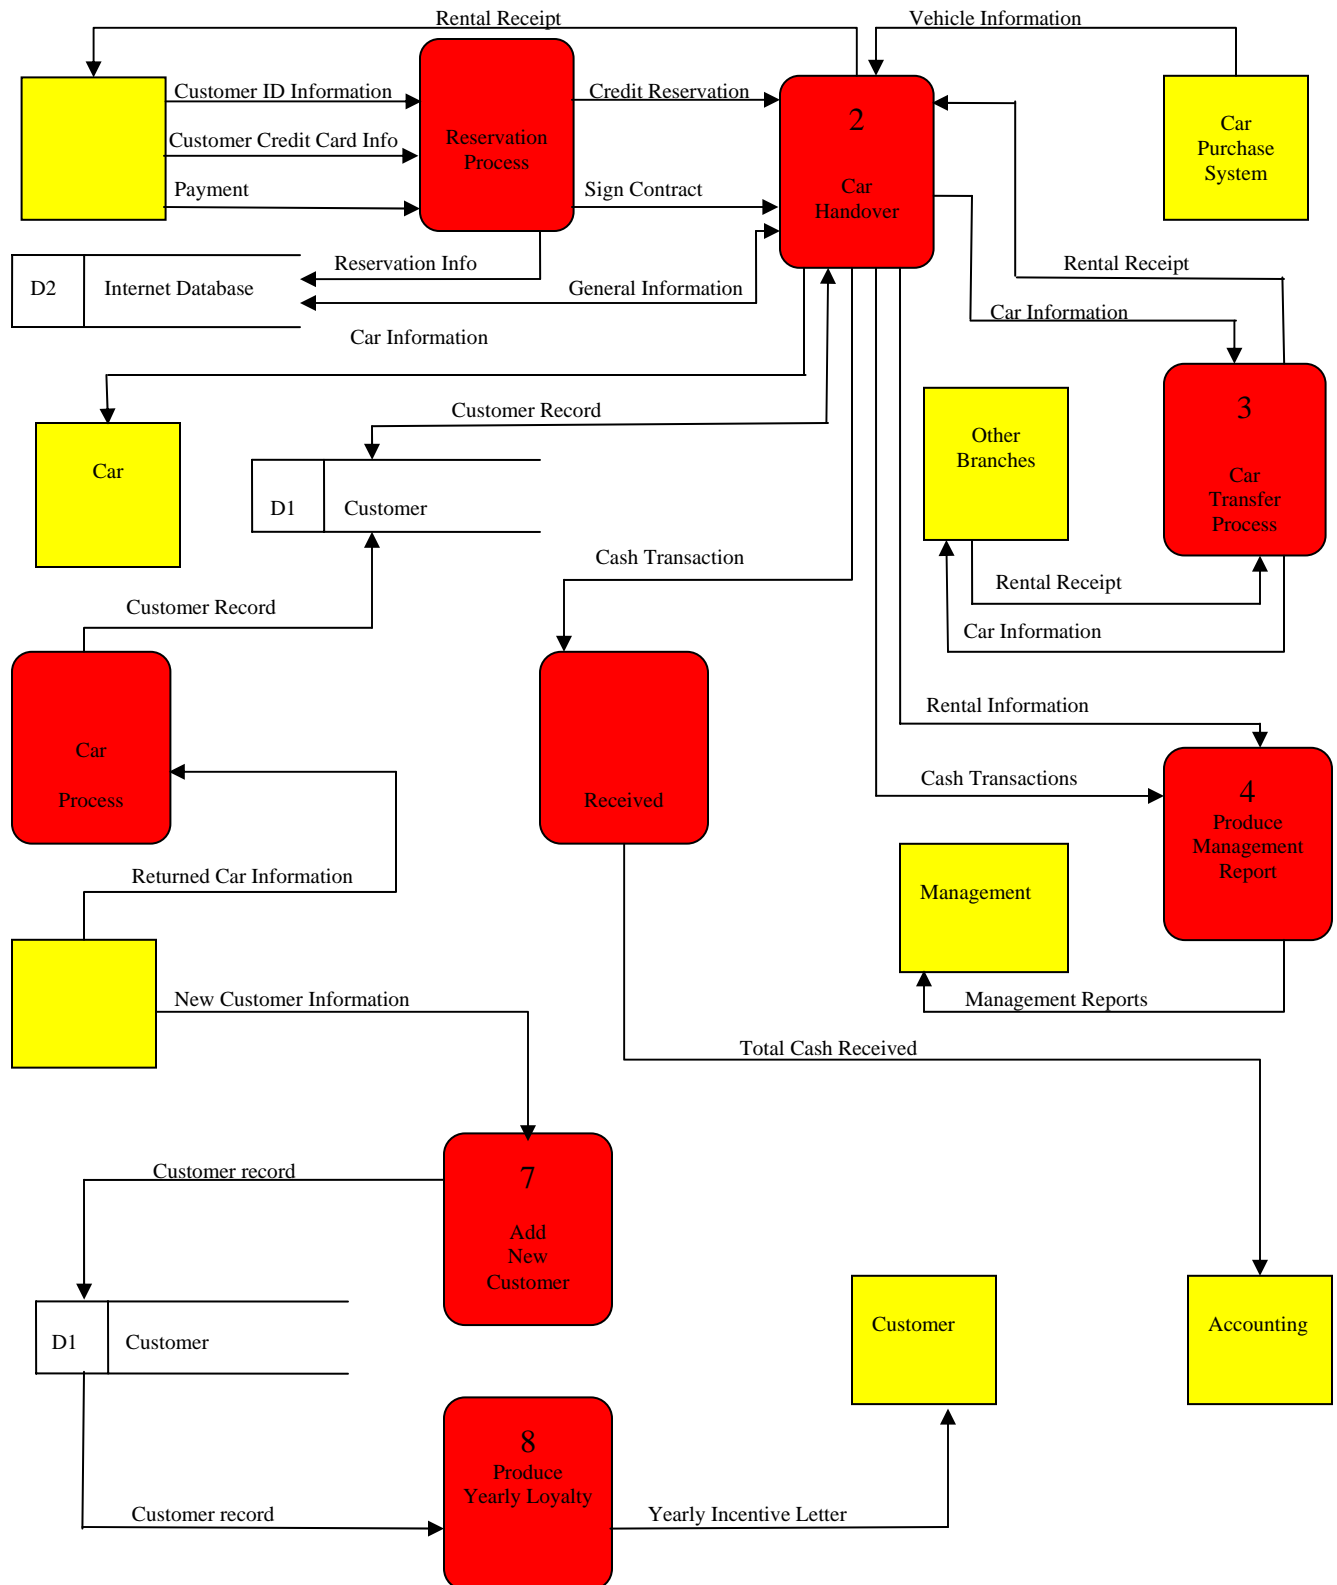 Rental Receipt
Vehicle Information
Customer ID Information
Credit Reservation
2
Car
Purchase
System
Customer Credit Card Info
Reservation
Process
Payment
Sign Contract
Car
Handover
Reservation Info
Rental Receipt
D2
Internet Database
General Information
Car Information
Car Information
Customer Record
3
Car
Transfer
Process
Other
Branches
Car
D1
Customer
Cash Transaction
Rental Receipt
Customer Record
Car Information
Rental Information
Car
Process
Received
Cash Transactions
4
Produce
Management
Report
Returned Car Information
Management
New Customer Information
Management Reports
Total Cash Received
Customer record
7
Add
New
Customer
D1
Customer
Customer
Accounting
8
Produce
Yearly Loyalty
Customer record
Yearly Incentive Letter